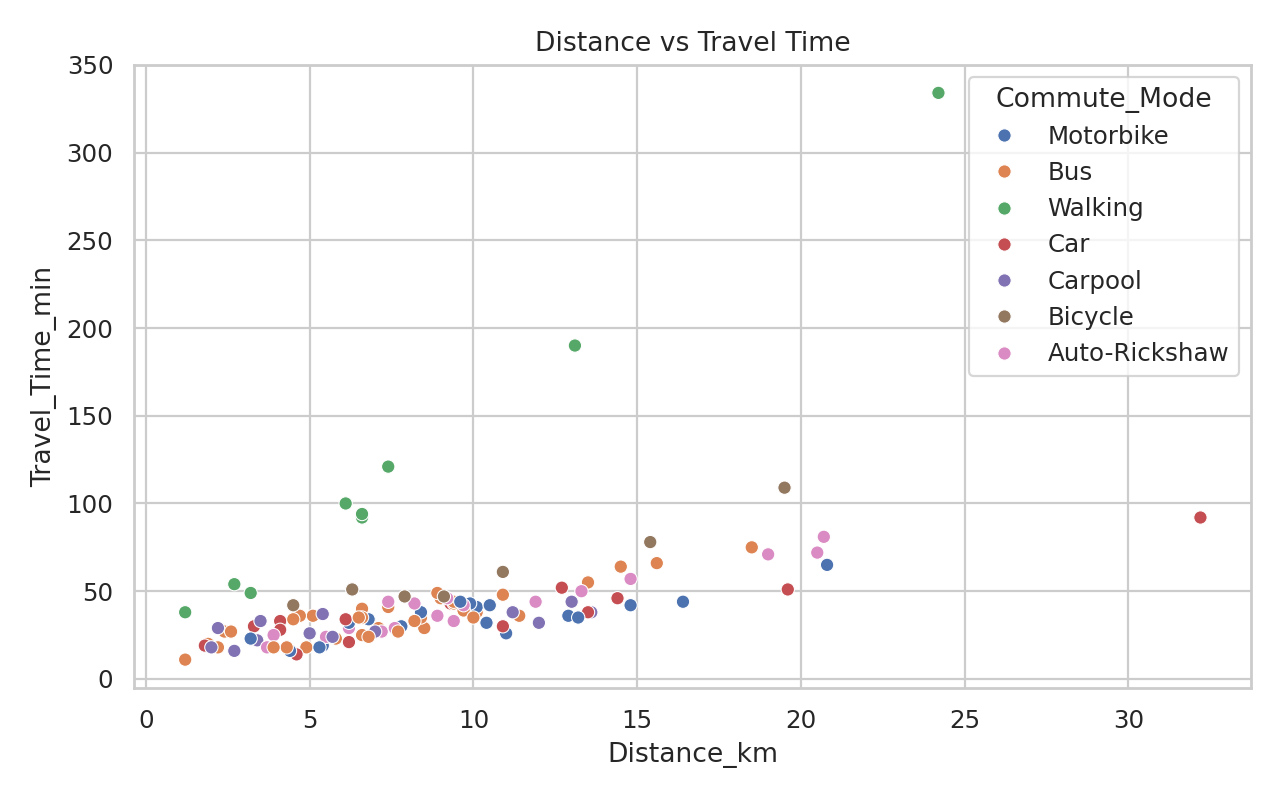 Distance vs Travel Time
350
300
250
200
150
100
50
0
Travel_Time_min
0 5 10 15 20 25 30
Distance_km
Commute_Mode
Motorbike
Bus
Walking
Car
Carpool
Bicycle
Auto-Rickshaw